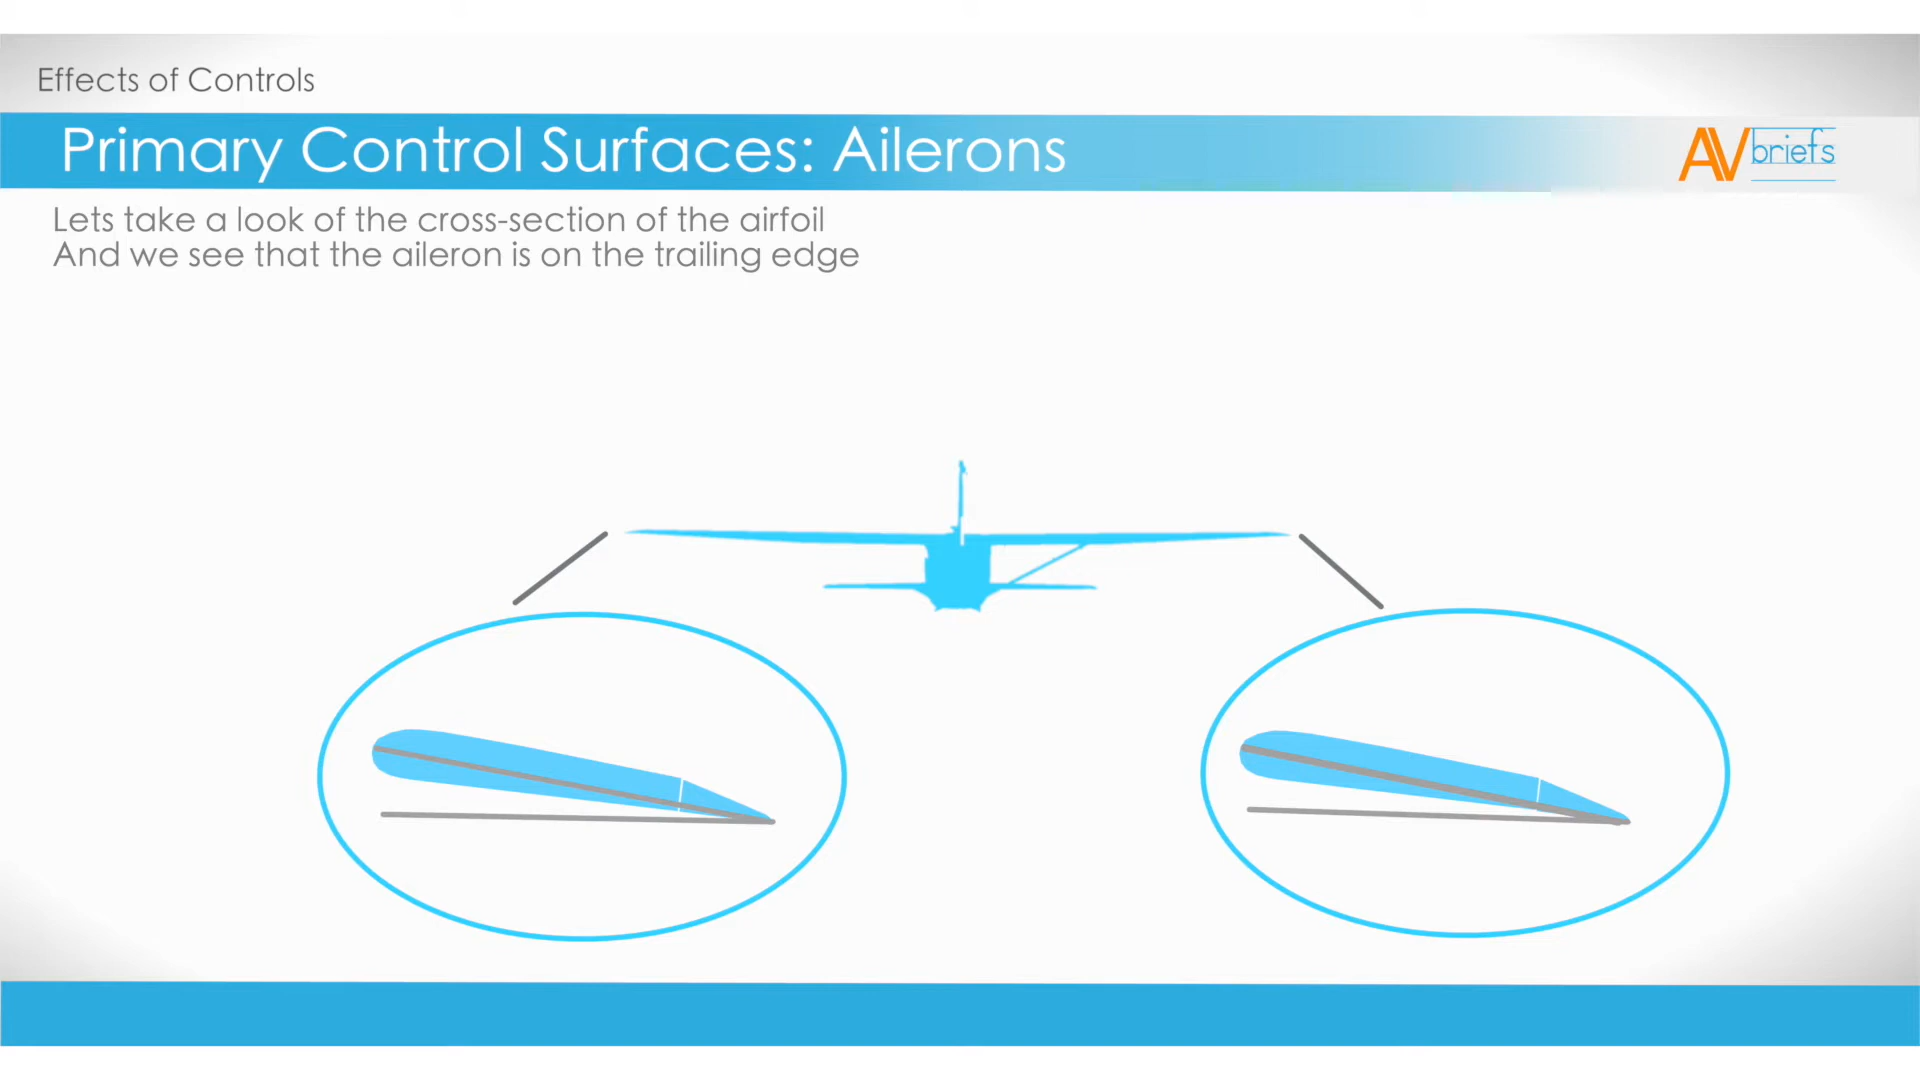 Effects of Controls
Primary Control Surfaces: Ailerons
AVbriefs
Lets take a look of the cross-section of the airfoil
And we see that the aileron is on the trailing edge